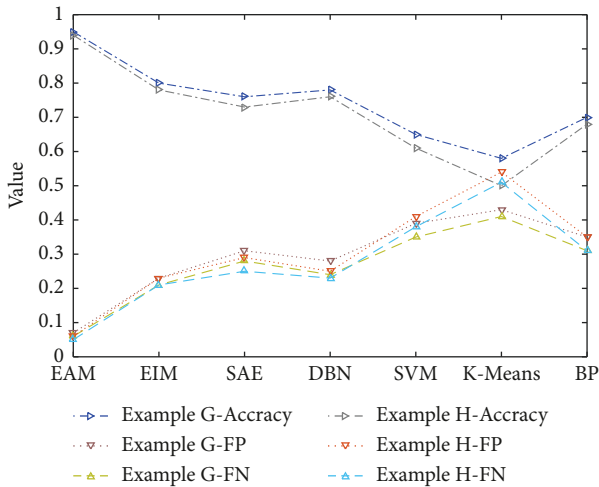 1
0.9
0.8
0.7
0.6
0.5
0.4
0.3
0.2
0.1
0
Value
EAM EIM SAE DBN SVM K-Means BP
Example G-Accracy Example H-Accracy
Example G-FP Example H-FP
Example G-FN Example H-FN